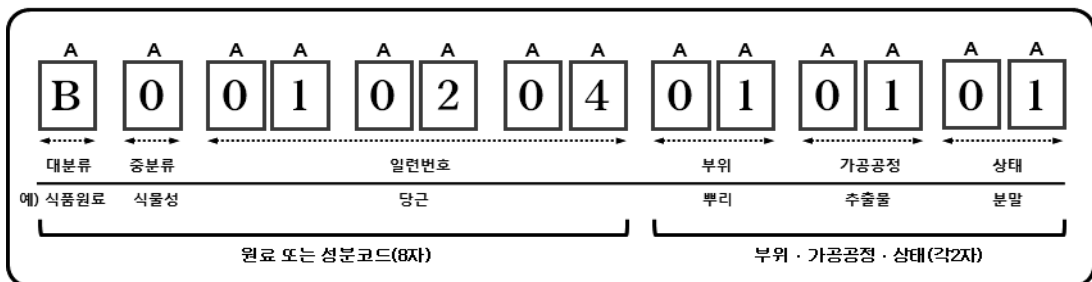 A A A A A A A A A A A A A A
B 0 0 1 0 2 0 4 0 1 0 1 0 1
대분류 중분류 일련번호 부위 가공공정 상태
예) 식품원료 식물성 당근 뿌리 추출물 분말
원료 또는 성분코드(8자) 부위 · 가공공정 · 상태(각2자)